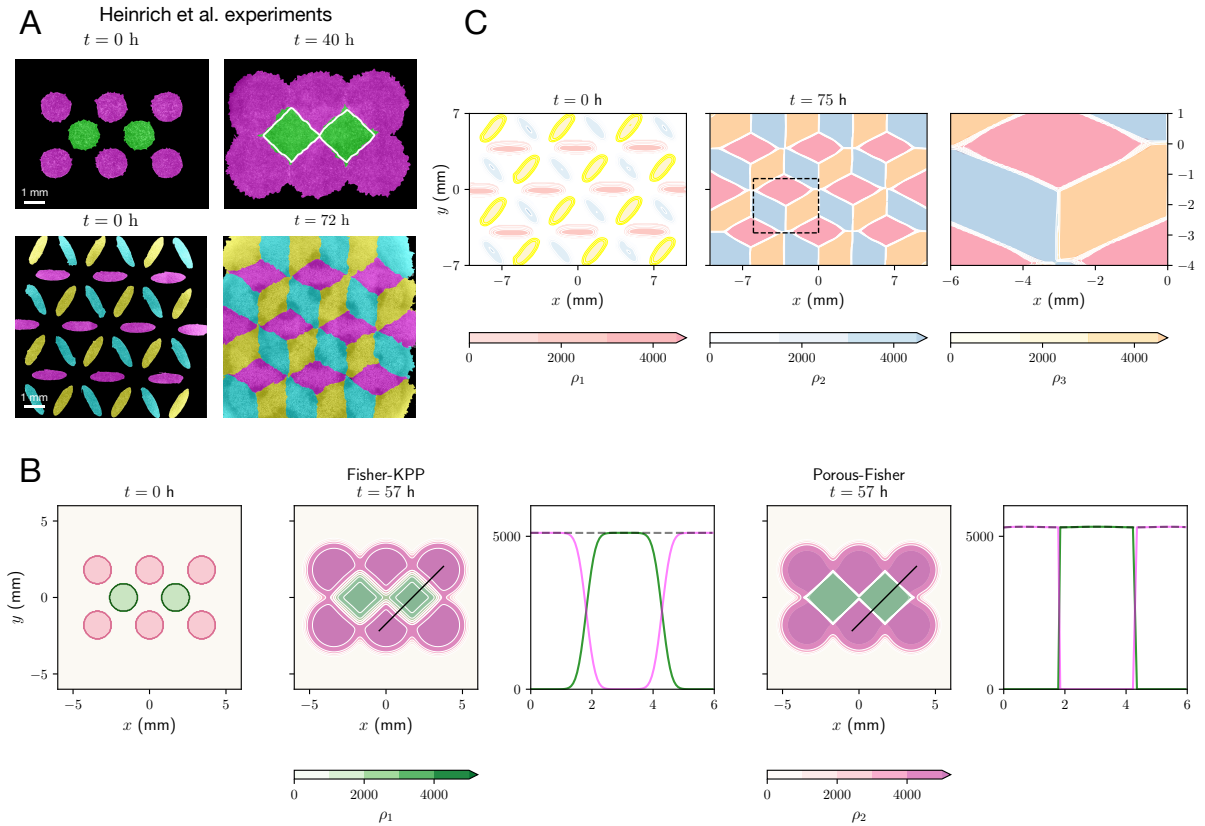 A
Heinrich et al. experiments
t = 0 h
t = 40 h
1 mm
t = 0 h
t = 72 h
1 mm
C
t = 0 h
t = 75 h
7
0
−7
y (mm)
−7
0
7
x (mm)
−7
0
7
x (mm)
1
0
−1
−2
−3
−4
−6
−4
−2
0
x (mm)
0
2000
4000
ρ1
0
2000
4000
ρ2
0
2000
4000
ρ3
B
t = 0 h
Fisher-KPP
t = 57 h
Porous-Fisher
t = 57 h
5
0
−5
y (mm)
−5
0
5
x (mm)
−5
0
5
x (mm)
5000
0
0
2
4
6
−5
0
5
x (mm)
5000
0
0
2
4
6
0
2000
4000
ρ1
0
2000
4000
ρ2